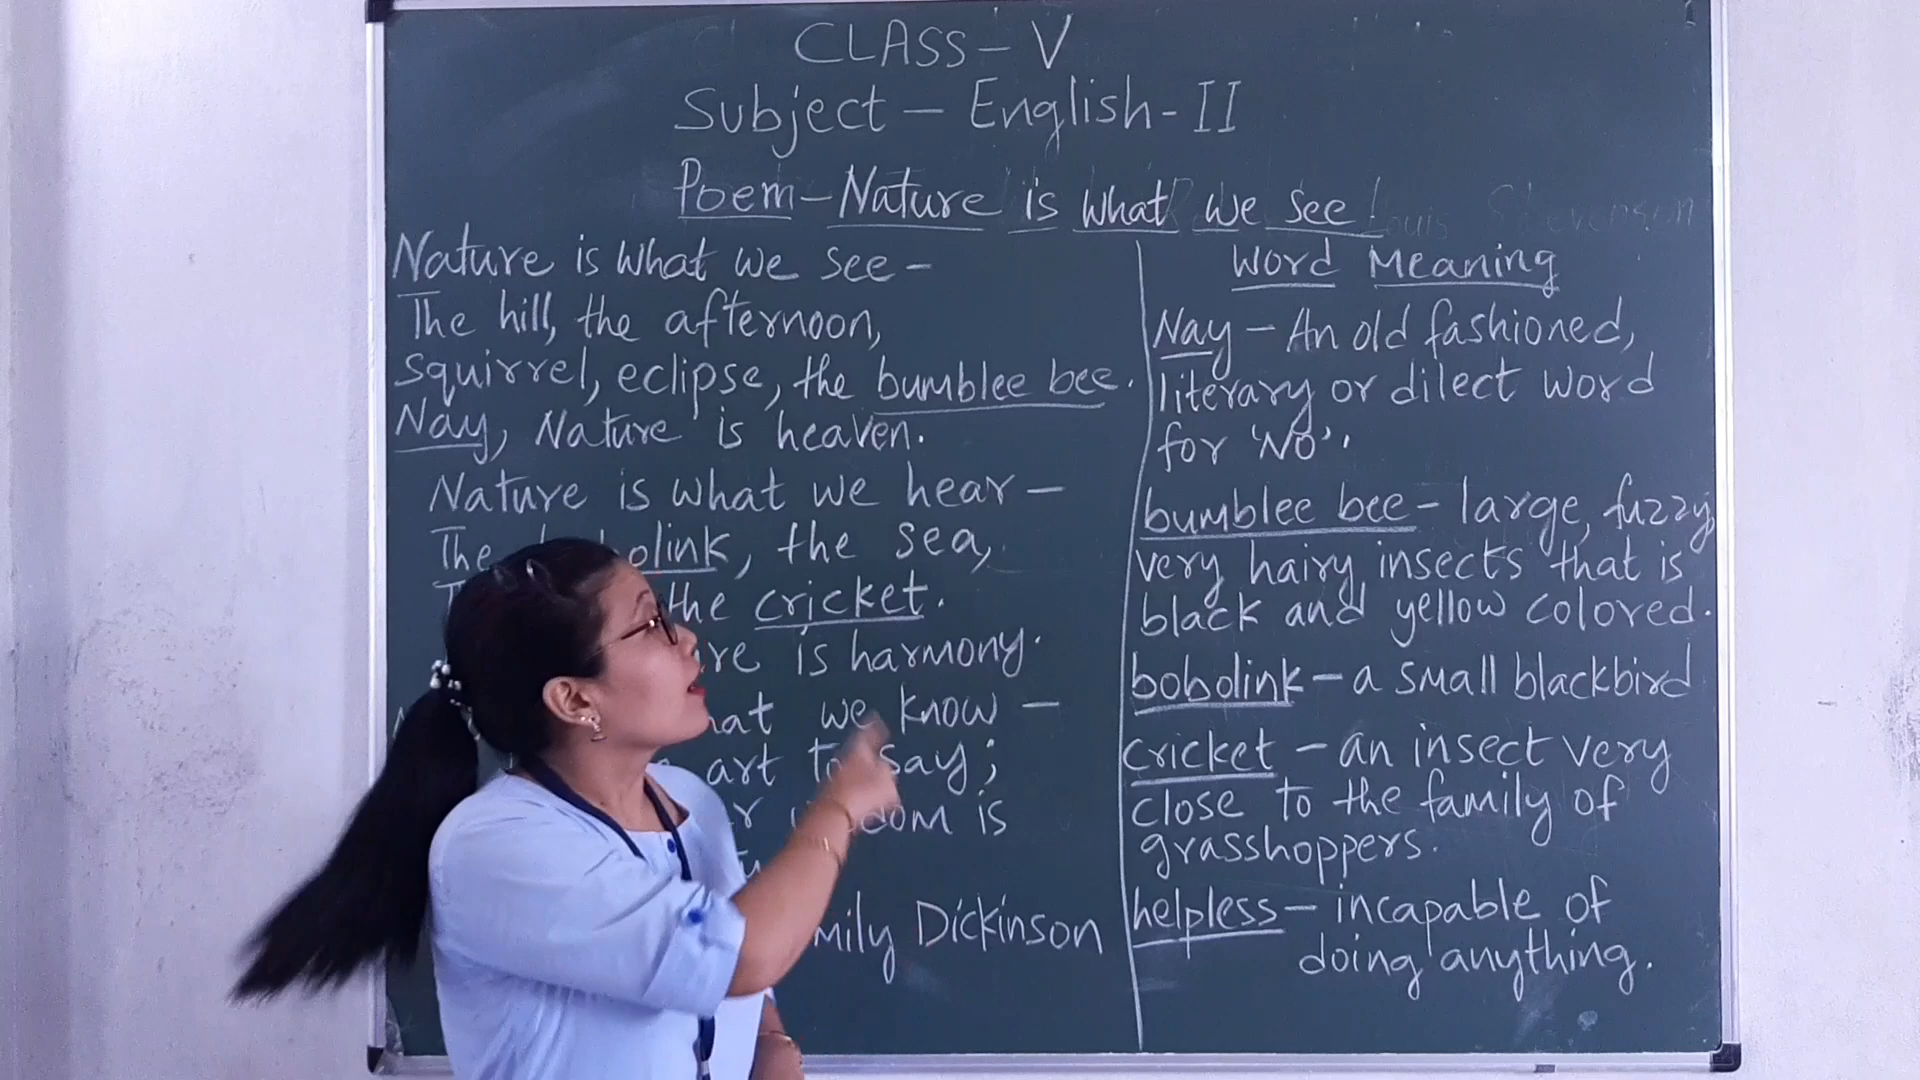 CLASS - V
Subject - English - II
Poem - Nature is what we see!
Nature is what we see -
The hill, the afternoon,
squirrel, eclipse, the bumblee bee.
Nay, Nature is heaven.
Nature is what we hear -
The olink, the sea,
the cricket.
re is harmony.
hat we know -
art to say;
is
mily Dickinson
Word Meaning
Nay - An old fashioned,
literary or dilect word
for 'NO'.
bumblee bee - large, fuzzy,
very hairy insects that is
black and yellow colored.
bobolink - a small blackbird
cricket - an insect very
close to the family of
grasshoppers.
helpless - incapable of
doing anything.